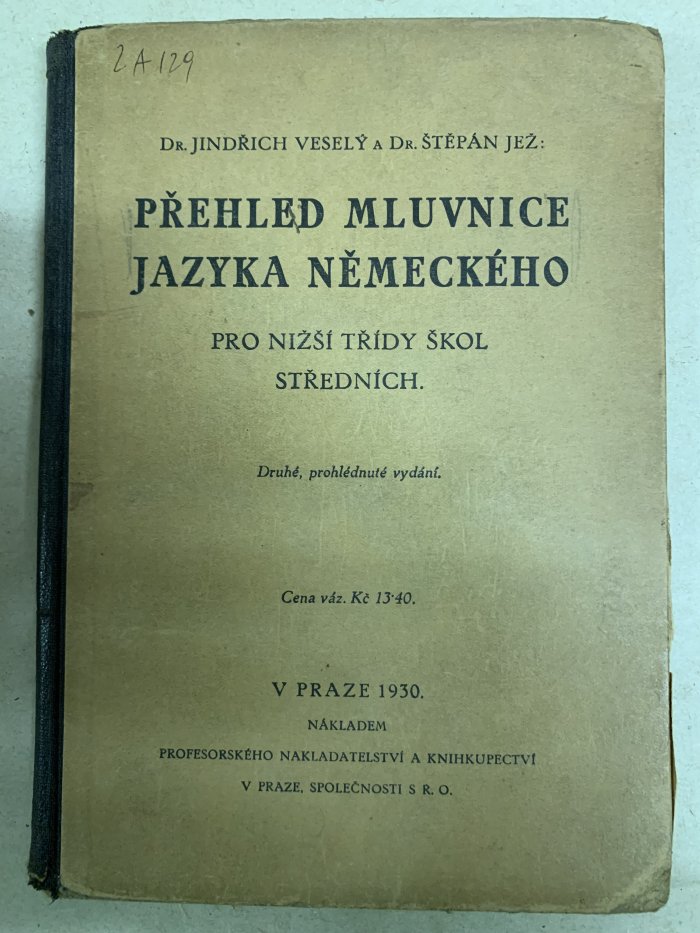 2 A 129
Dr. JINDŘICH VESELÝ A Dr. ŠTĚPÁN JEŽ:
PŘEHLED MLUVNICE
JAZYKA NĚMECKÉHO
PRO NIŽŠÍ TŘÍDY ŠKOL
STŘEDNÍCH.
Druhé, prohlédnuté vydání.
Cena váz. Kč 13·40.
V PRAZE 1930.
NÁKLADEM
PROFESORSKÉHO NAKLADATELSTVÍ A KNIHKUPECTVÍ
V PRAZE, SPOLEČNOSTI S R. O.